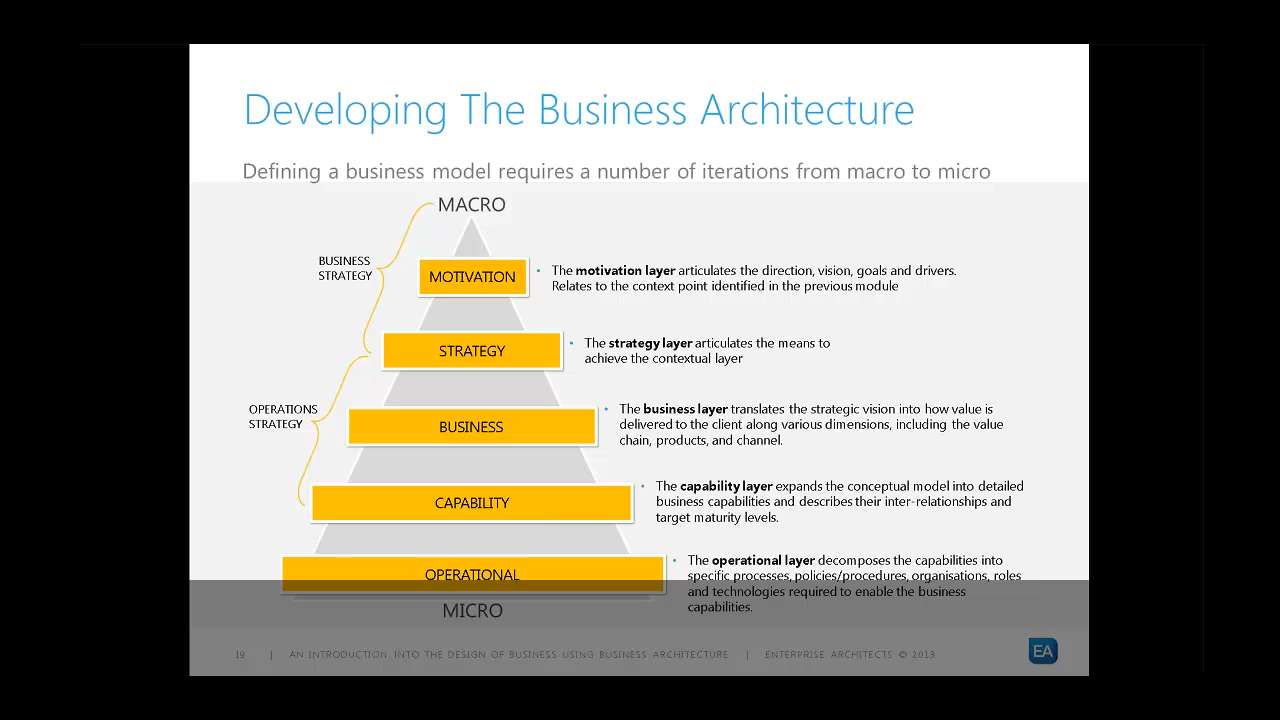 Developing The Business Architecture
Defining a business model requires a number of iterations from macro to micro
MACRO
BUSINESS
STRATEGY
MOTIVATION
• The motivation layer articulates the direction, vision, goals and drivers.
Relates to the context point identified in the previous module
STRATEGY
• The strategy layer articulates the means to
achieve the contextual layer
OPERATIONS
STRATEGY
BUSINESS
• The business layer translates the strategic vision into how value is
delivered to the client along various dimensions, including the value
chain, products, and channel.
CAPABILITY
• The capability layer expands the conceptual model into detailed
business capabilities and describes their inter-relationships and
target maturity levels.
OPERATIONAL
• The operational layer decomposes the capabilities into
specific processes, policies/procedures, organisations, roles
and technologies required to enable the business
capabilities.
MICRO
19 | AN INTRODUCTION INTO THE DESIGN OF BUSINESS USING BUSINESS ARCHITECTURE | ENTERPRISE ARCHITECTS © 2013
EA